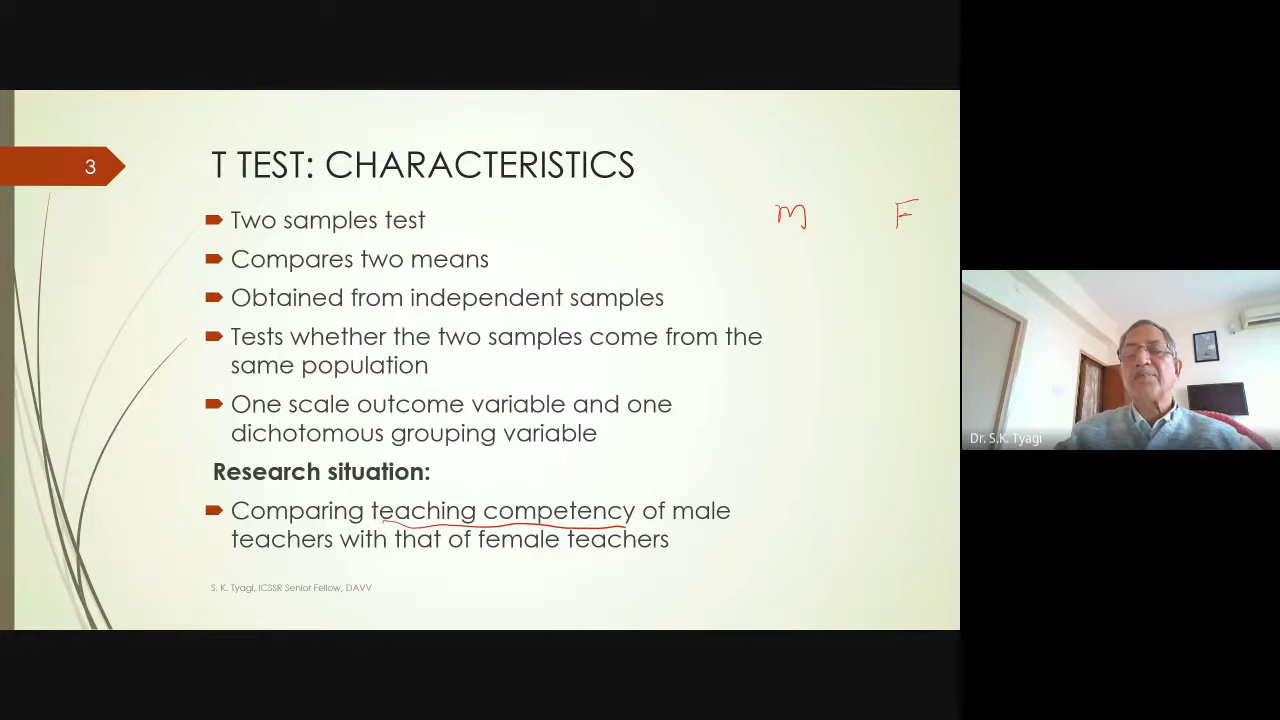 3
T TEST: CHARACTERISTICS
M F
Two samples test
Compares two means
Obtained from independent samples
Tests whether the two samples come from the
same population
One scale outcome variable and one
dichotomous grouping variable
Research situation:
Comparing teaching competency of male
teachers with that of female teachers
S. K. Tyagi, ICSSR Senior Fellow, DAVV
Dr. S.K. Tyagi